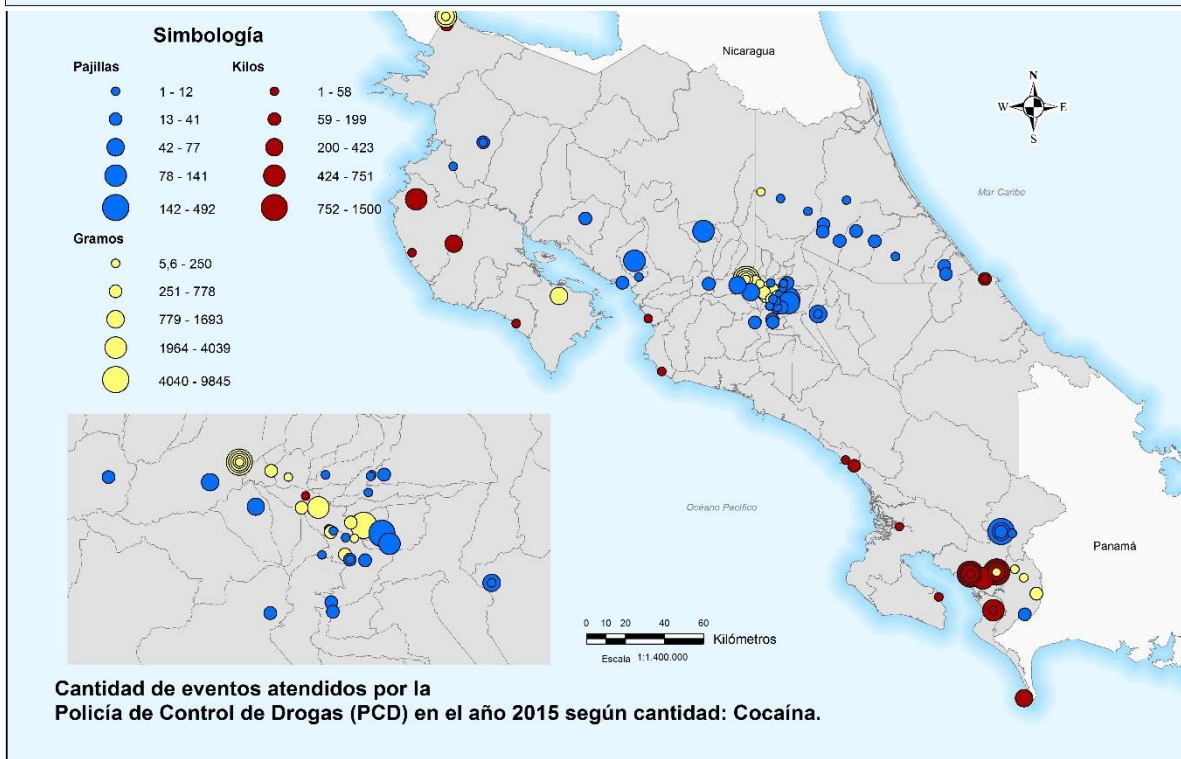 Simbología
Pajillas
1 - 12
13 - 41
42 - 77
78 - 141
142 - 492
Kilos
1 - 58
59 - 199
200 - 423
424 - 751
752 - 1500
Gramos
5,6 - 250
251 - 778
779 - 1693
1964 - 4039
4040 - 9845
Nicaragua
N
W
E
S
Mar Caribe
Océano Pacífico
Panamá
0 10 20 40 60
Kilómetros
Escala 1:1.400.000
Cantidad de eventos atendidos por la
Policía de Control de Drogas (PCD) en el año 2015 según cantidad: Cocaína.